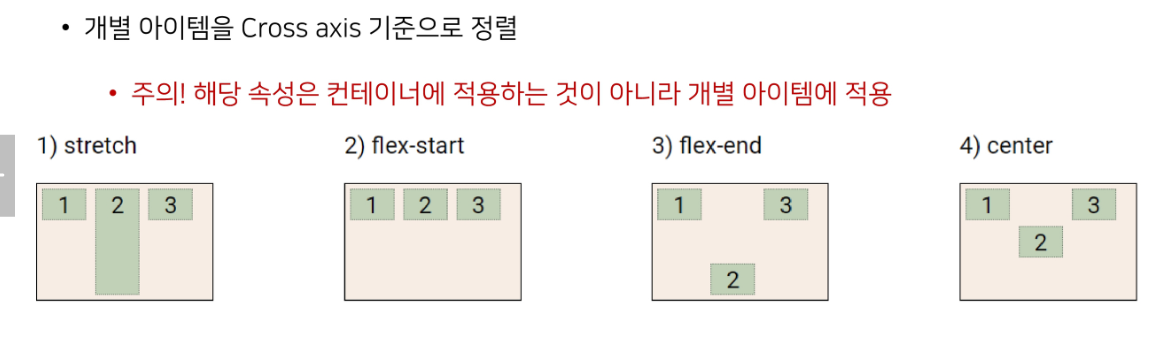 • 개별 아이템을 Cross axis 기준으로 정렬
• 주의! 해당 속성은 컨테이너에 적용하는 것이 아니라 개별 아이템에 적용
1) stretch
2) flex-start
3) flex-end
4) center
1 2 3
1 2 3
1 3
2
1 3
2